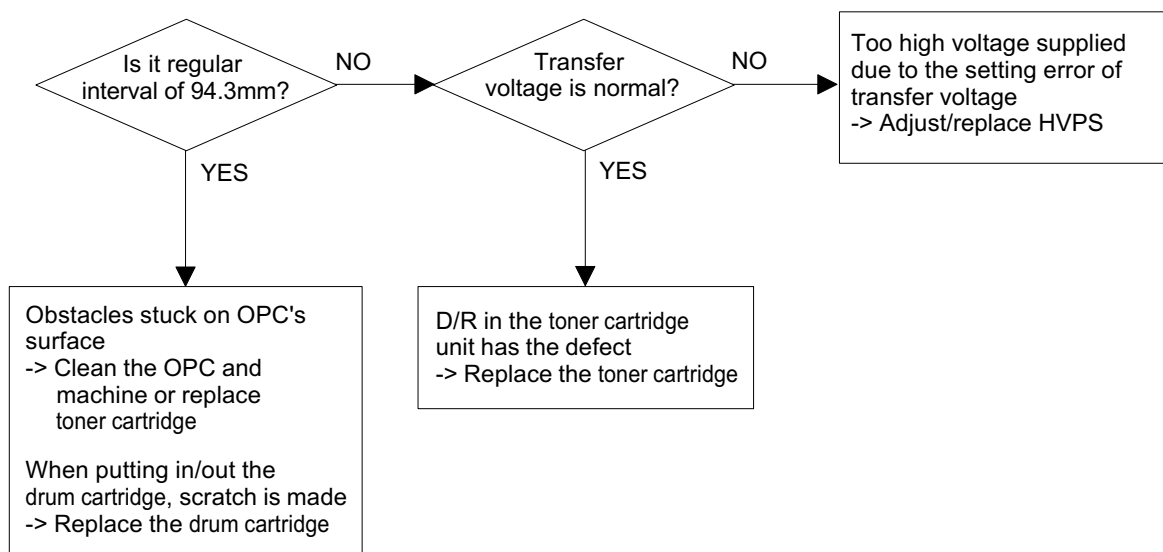 Is it regular
interval of 94.3mm?
NO
YES
Transfer
voltage is normal?
NO
YES
Too high voltage supplied
due to the setting error of
transfer voltage
-> Adjust/replace HVPS
Obstacles stuck on OPC's
surface
-> Clean the OPC and
machine or replace
toner cartridge
When putting in/out the
drum cartridge, scratch is made
-> Replace the drum cartridge
D/R in the toner cartridge
unit has the defect
-> Replace the toner cartridge